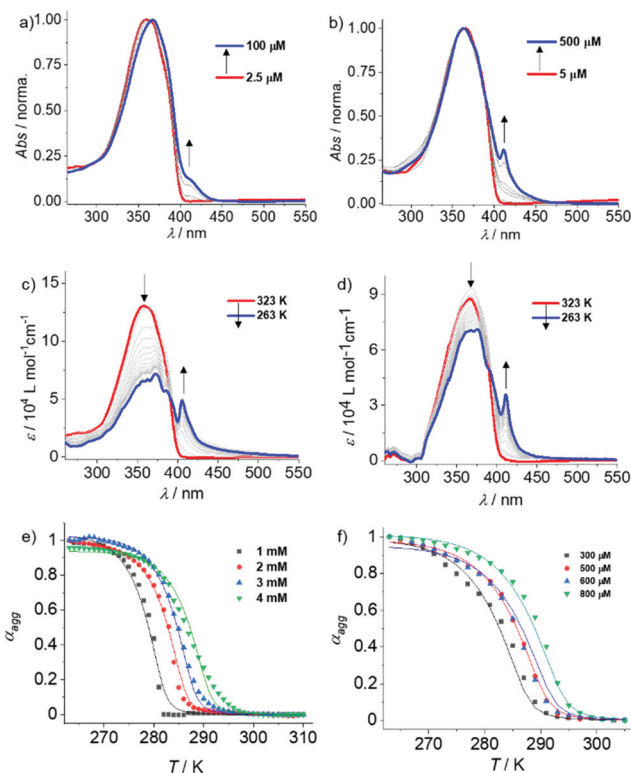 a)
100 μM
2.5 μM
Abs / norma.
1.00
0.75
0.50
0.25
0.00
300 350 400 450 500 550
λ / nm
b)
500 μM
5 μM
Abs / norma.
1.00
0.75
0.50
0.25
0.00
300 350 400 450 500 550
λ / nm
c)
323 K
263 K
ε / 10⁴ L mol⁻¹cm⁻¹
15
10
5
0
300 350 400 450 500 550
λ / nm
d)
323 K
263 K
ε / 10⁴ L mol-1cm-1
9
6
3
0
300 350 400 450 500 550
λ / nm
e)
1 mM
2 mM
3 mM
4 mM
αagg
1
0.8
0.6
0.4
0.2
0
270 280 290 300 310
T / K
f)
300 μM
500 μM
600 μM
800 μM
αagg
1
0.8
0.6
0.4
0.2
0
270 280 290 300
T / K